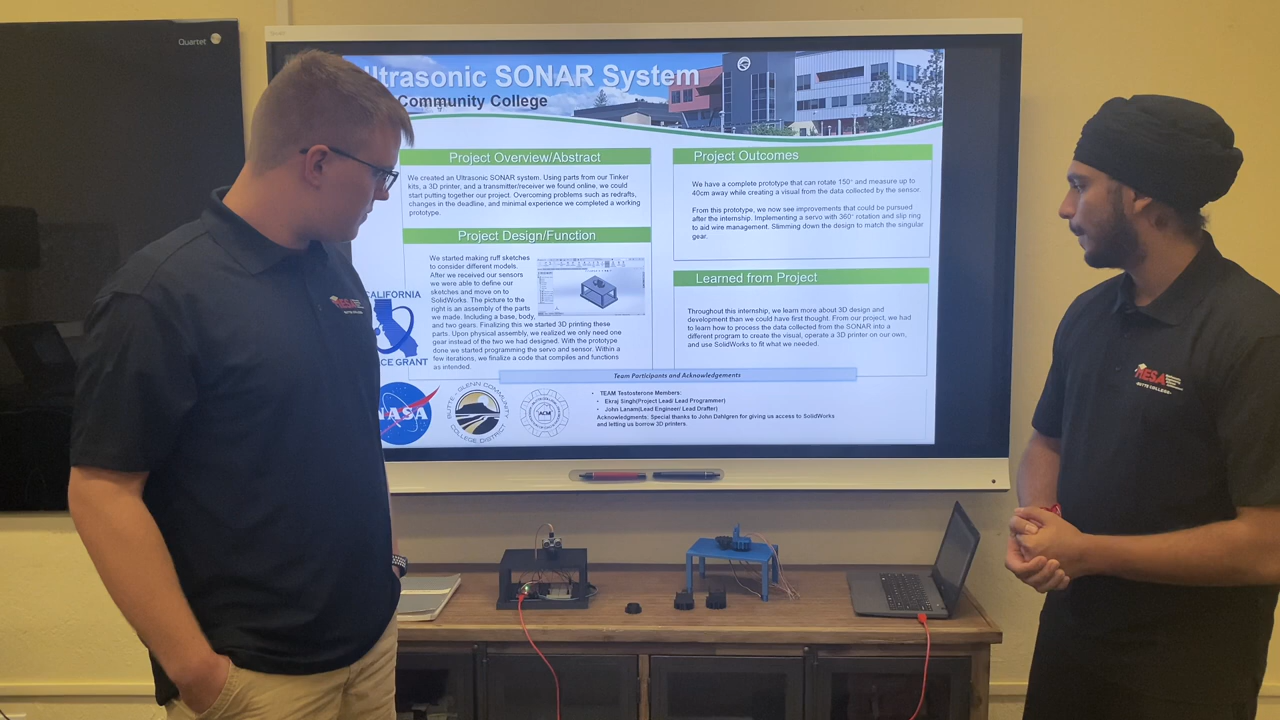 Quartet
Ultrasonic SONAR System
Community College
Project Overview/Abstract
We created an Ultrasonic SONAR system. Using parts from our Tinker
kits, a 3D printer, and a transmitter/receiver we found online, we could
start putting together our project. Overcoming problems such as redrafts,
changes in the deadline, and minimal experience we completed a working
prototype.
Project Design/Function
We started making ruff sketches
to consider different models.
After we received our sensors
we were able to define our
sketches and move on to
SolidWorks. The picture to the
right is an assembly of the parts
we made. Including a base, body,
and two gears. Finalizing this we started 3D printing these
parts. Upon physical assembly, we realized we only need one
gear instead of the two we had designed. With the prototype
done we started programming the servo and sensor. Within a
few iterations, we finalize a code that compiles and functions
as intended.
Project Outcomes
We have a complete prototype that can rotate 150° and measure up to
40cm away while creating a visual from the data collected by the sensor.
From this prototype, we now see improvements that could be pursued
after the internship. Implementing a servo with 360° rotation and slip ring
to aid wire management. Slimming down the design to match the singular
gear.
Learned from Project
Throughout this internship, we learn more about 3D design and
development than we could have first thought. From our project, we had
to learn how to process the data collected from the SONAR into a
different program to create the visual, operate a 3D printer on our own,
and use SolidWorks to fit what we needed.
CALIFORNIA
CE GRANT
Team Participants and Acknowledgements
• TEAM Testosterone Members:
• Ekraj Singh(Project Lead/ Lead Programmer)
• John Lanam(Lead Engineer/ Lead Drafter)
Acknowledgments: Special thanks to John Dahlgren for giving us access to SolidWorks
and letting us borrow 3D printers.
NASA
BUTTE GLENN COMMUNITY
COLLEGE DISTRICT
ACM
MESA
BUTTE COLLEGE
MESA
BUTTE COLLEGE